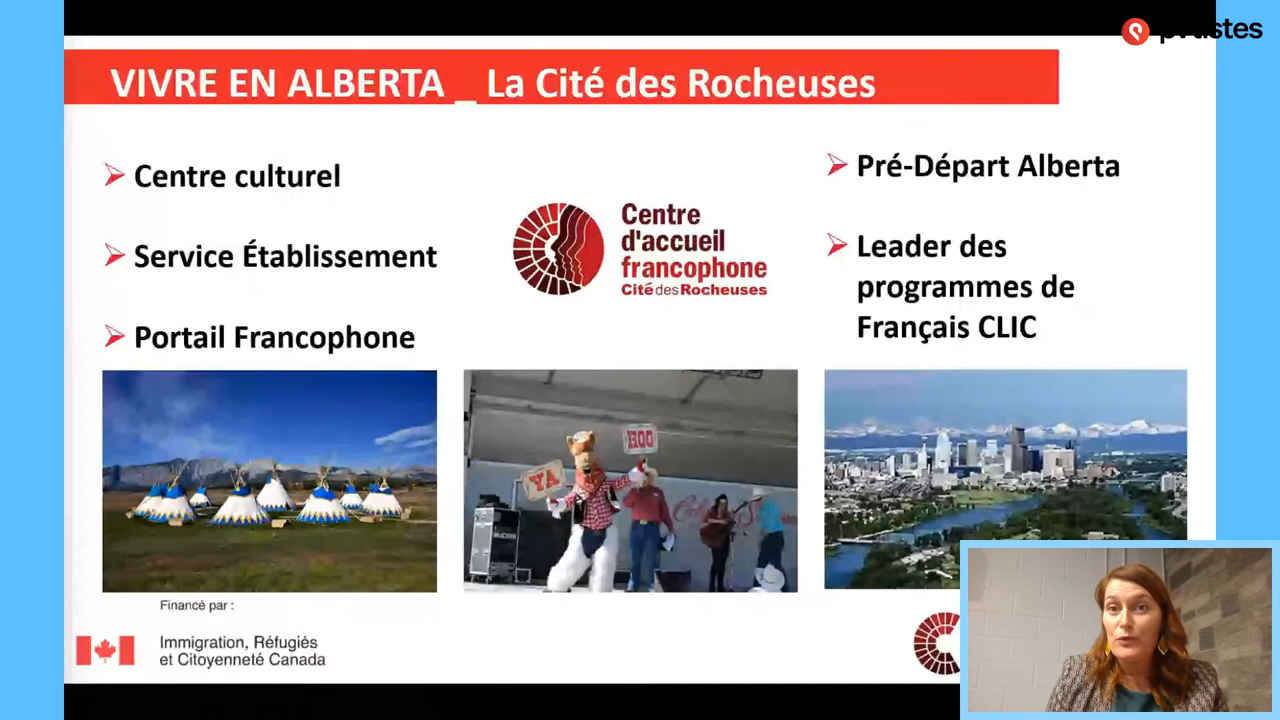 pvtistes
VIVRE EN ALBERTA _ La Cité des Rocheuses
Centre culturel
Service Établissement
Portail Francophone
Centre
d'accueil
francophone
Cité des Rocheuses
Pré-Départ Alberta
Leader des
programmes de
Français CLIC
YA
HOO
Financé par :
Immigration, Réfugiés
et Citoyenneté Canada